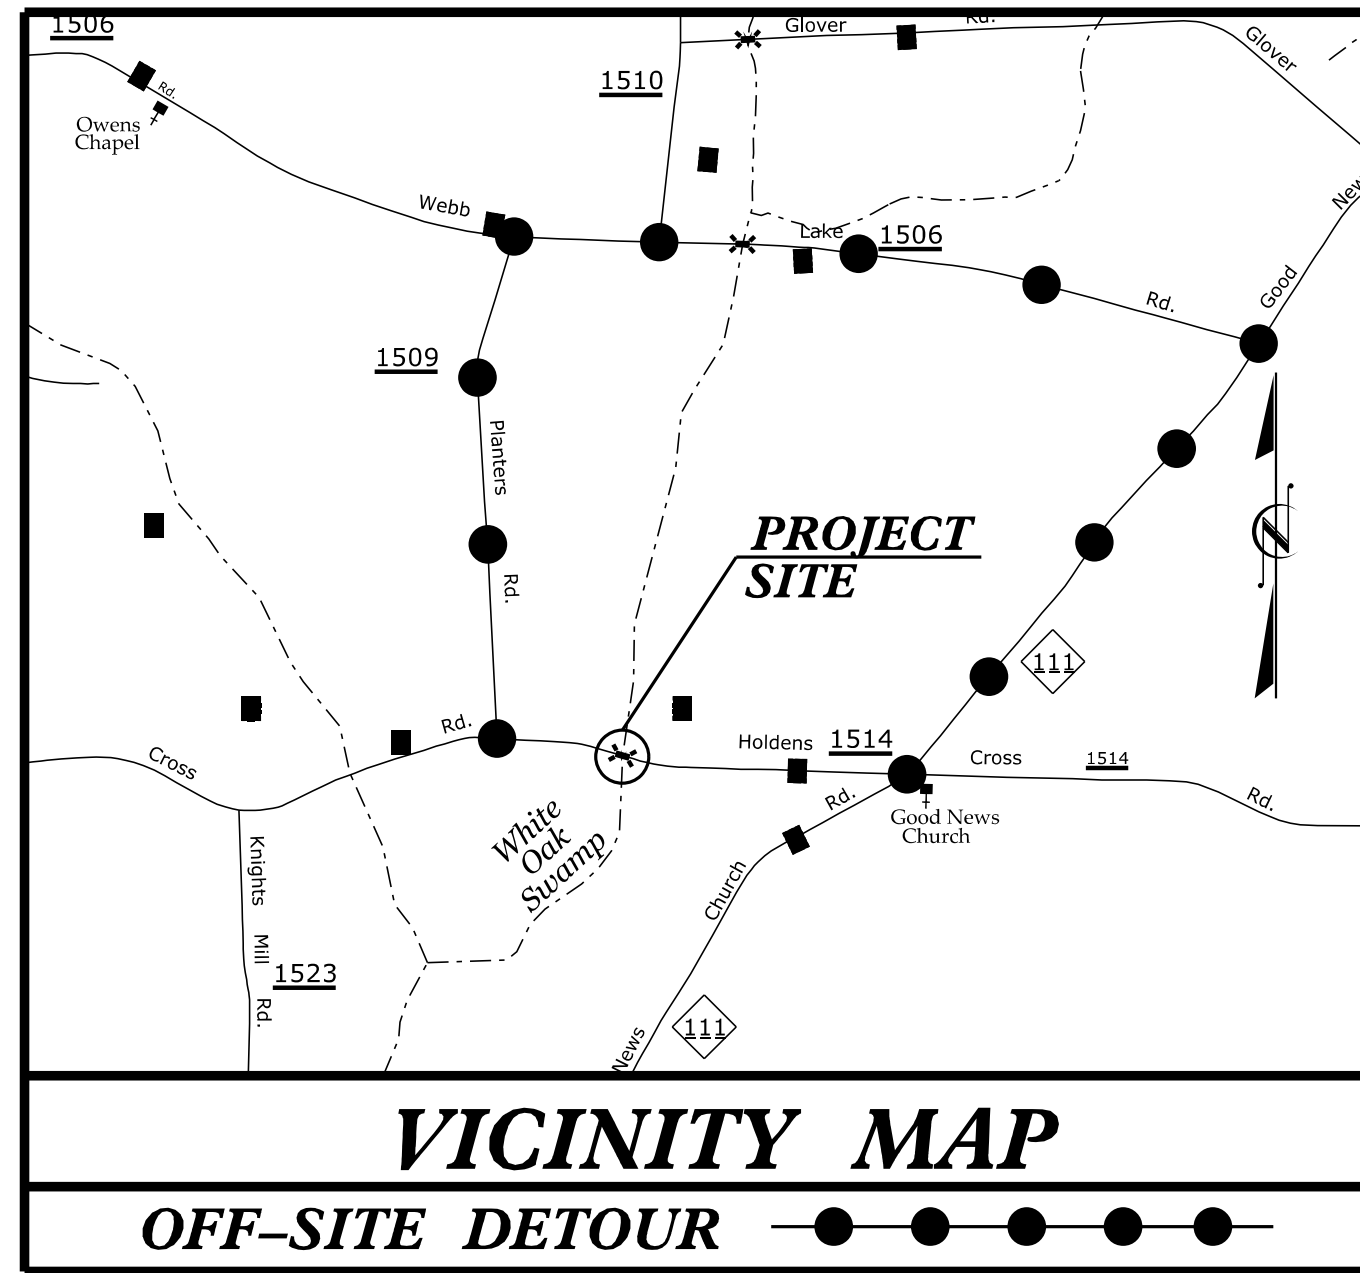 1506
Glover
Rd.
Glover
1510
Rd.
Owens
Chapel
Webb
Lake
1506
Good
Rd.
1509
Planters
Rd.
PROJECT
SITE
N
111
Rd.
Holdens
1514
Cross
1514
Rd.
Cross
Rd.
Good News
Church
White
Oak
Swamp
Church
Knights
Mill
Rd.
1523
111
News
VICINITY MAP
OFF–SITE DETOUR